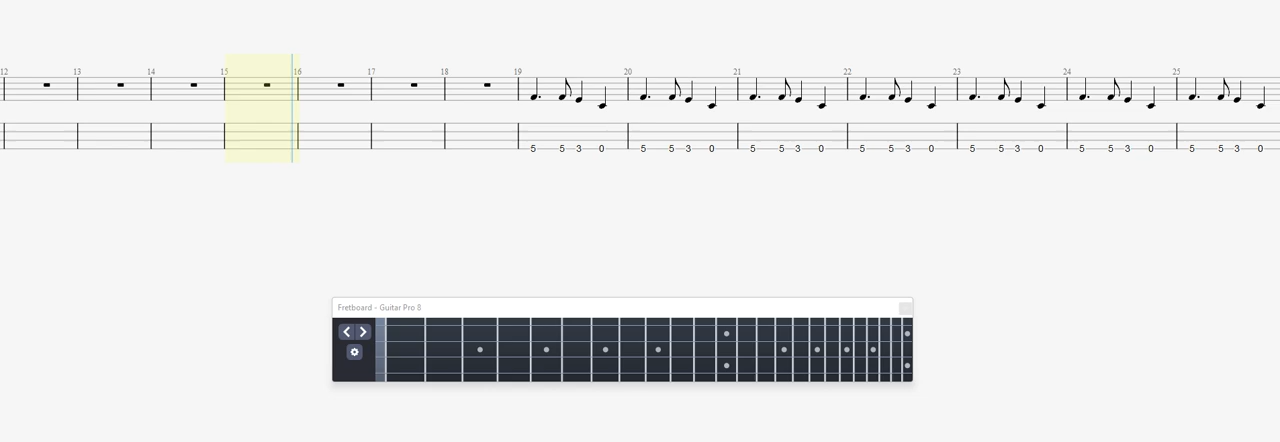 12 13 14 15 16 17 18 19 20 21 22 23 24 25
5 5 3 0 5 5 3 0 5 5 3 0 5 5 3 0 5 5 3 0 5 5 3 0 5 5 3 0
Fretboard - Guitar Pro 8